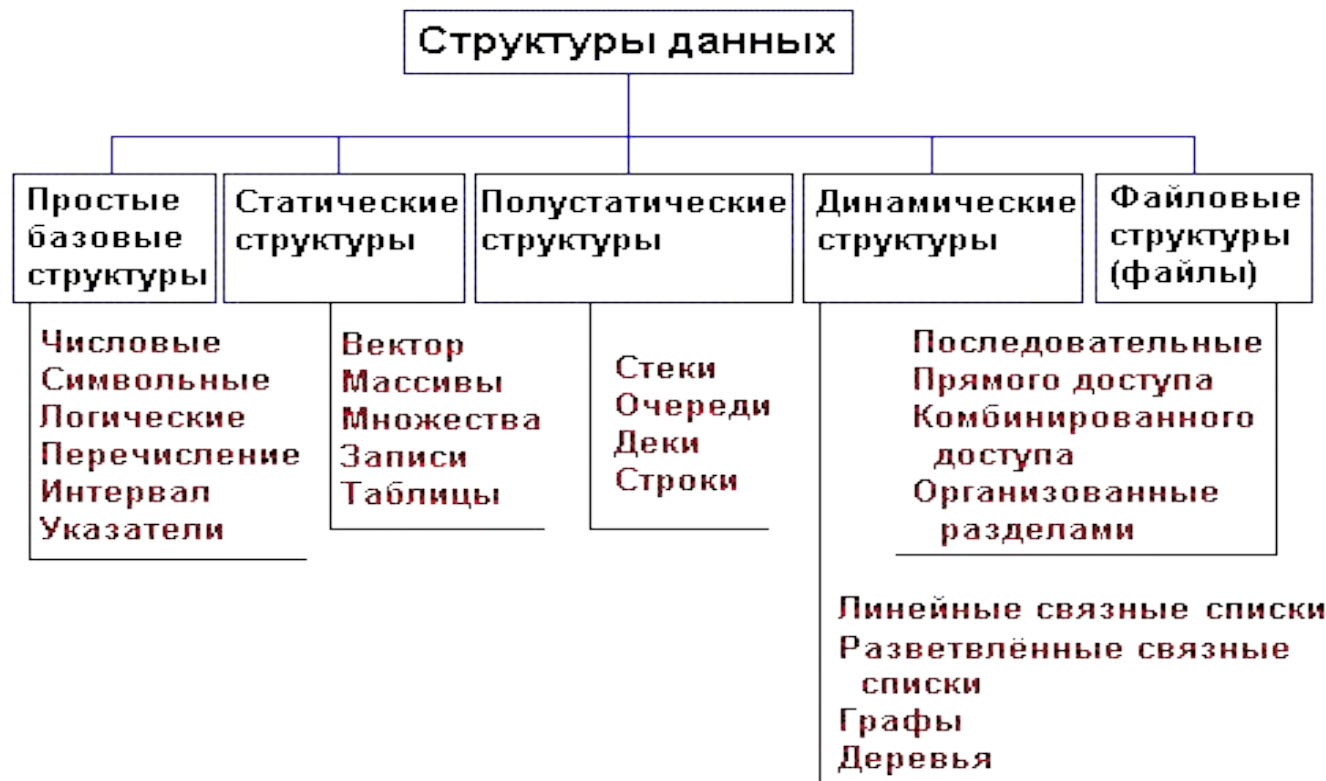 Структуры данных
Простые
базовые
структуры
Статические
структуры
Полустатические
структуры
Динамические
структуры
Файловые
структуры
(файлы)
Числовые
Символьные
Логические
Перечисление
Интервал
Указатели
Вектор
Массивы
Множества
Записи
Таблицы
Стеки
Очереди
Деки
Строки
Последовательные
Прямого доступа
Комбинированного
доступа
Организованные
разделами
Линейные связные списки
Разветвлённые связные
списки
Графы
Деревья